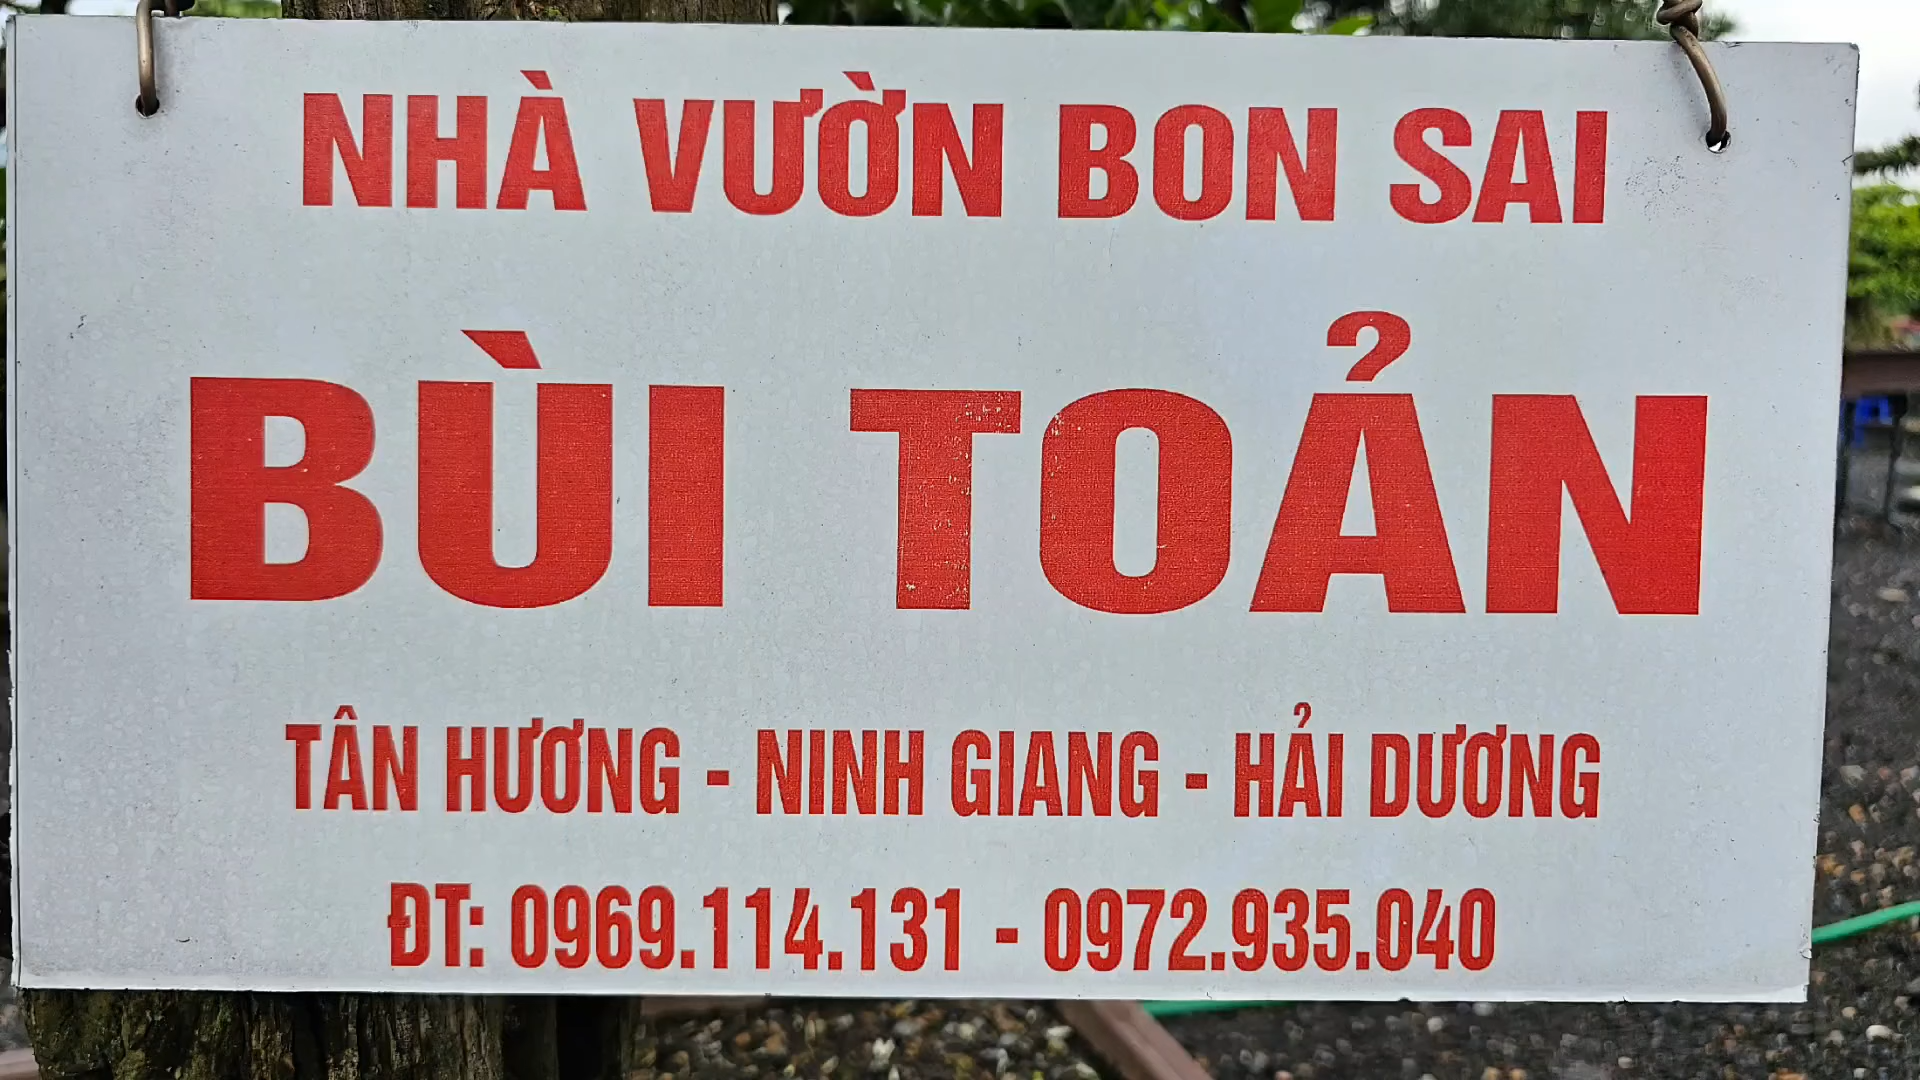 NHÀ VƯỜN BON SAI
BÙI TOẢN
TÂN HƯƠNG - NINH GIANG - HẢI DƯƠNG
ĐT: 0969.114.131 - 0972.935.040